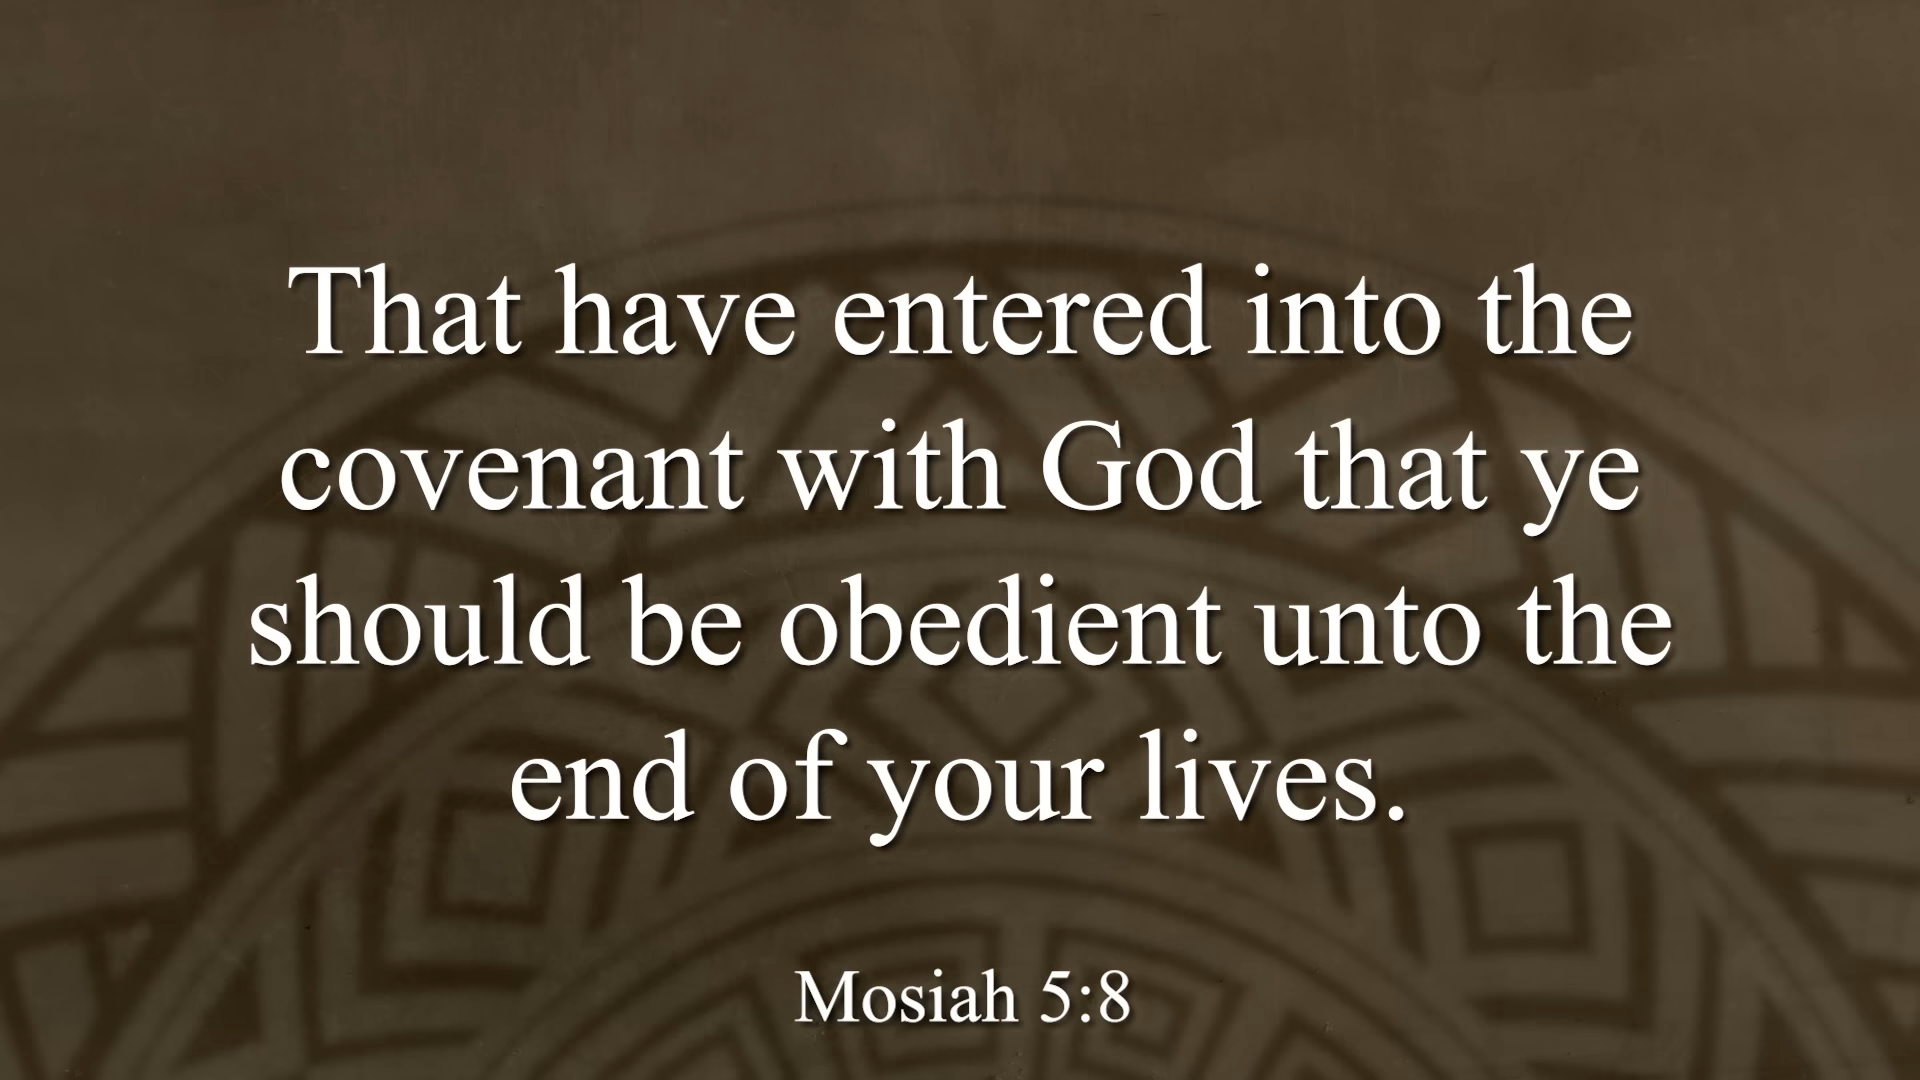 That have entered into the
covenant with God that ye
should be obedient unto the
end of your lives.
Mosiah 5:8